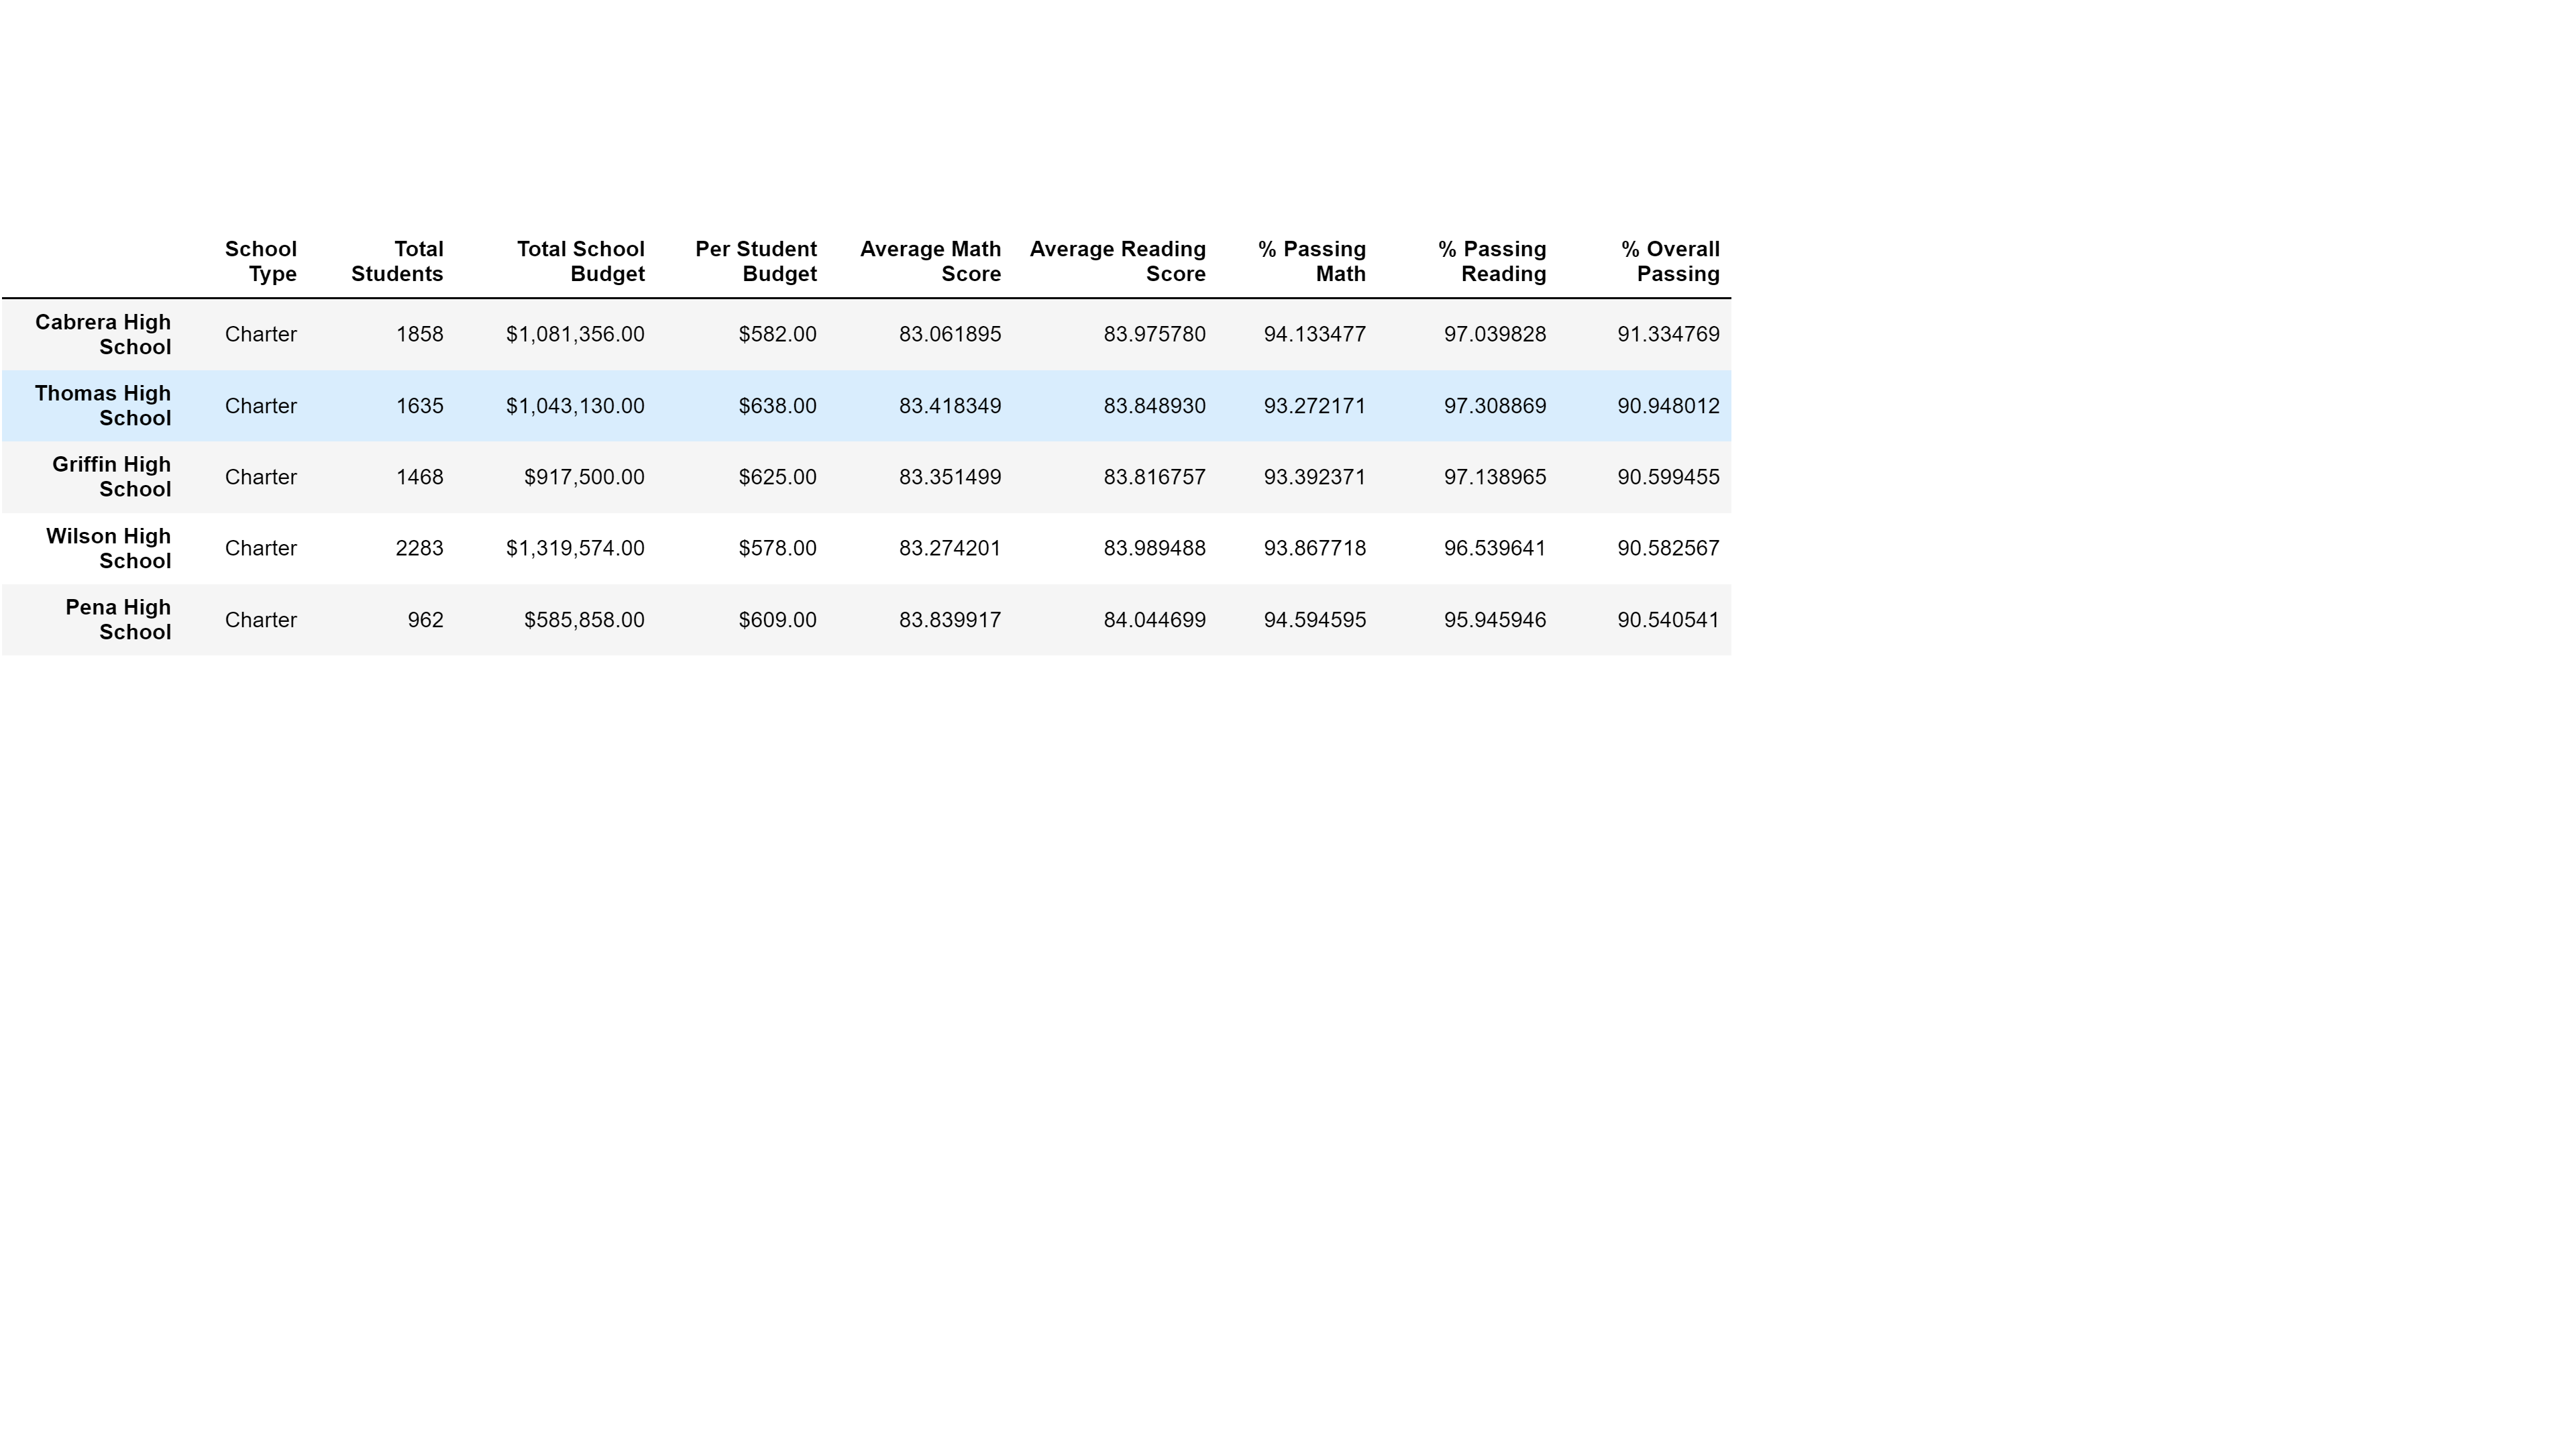 School Type Total Students Total School Budget Per Student Budget Average Math Score Average Reading Score % Passing Math % Passing Reading % Overall Passing
Cabrera High School Charter 1858 $1,081,356.00 $582.00 83.061895 83.975780 94.133477 97.039828 91.334769
Thomas High School Charter 1635 $1,043,130.00 $638.00 83.418349 83.848930 93.272171 97.308869 90.948012
Griffin High School Charter 1468 $917,500.00 $625.00 83.351499 83.816757 93.392371 97.138965 90.599455
Wilson High School Charter 2283 $1,319,574.00 $578.00 83.274201 83.989488 93.867718 96.539641 90.582567
Pena High School Charter 962 $585,858.00 $609.00 83.839917 84.044699 94.594595 95.945946 90.540541